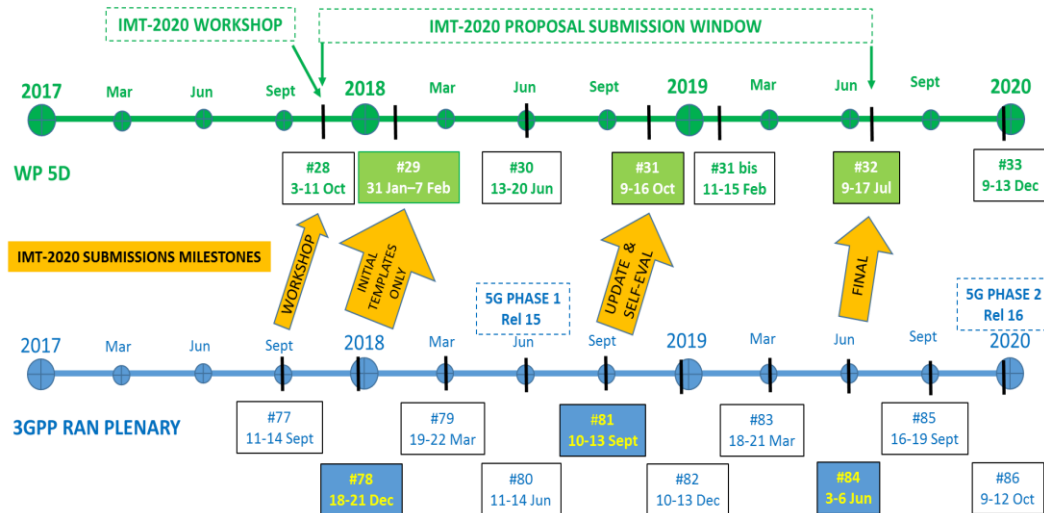 IMT-2020 WORKSHOP
IMT-2020 PROPOSAL SUBMISSION WINDOW
2017
Mar
Jun
Sept
2018
Mar
Jun
Sept
2019
Mar
Jun
Sept
2020
WP 5D
#28
3-11 Oct
#29
31 Jan–7 Feb
#30
13-20 Jun
#31
9-16 Oct
#31 bis
11-15 Feb
#32
9-17 Jul
#33
9-13 Dec
IMT-2020 SUBMISSIONS MILESTONES
WORKSHOP
INITIAL
TEMPLATES
ONLY
UPDATE &
SELF-EVAL
FINAL
5G PHASE 1
Rel 15
5G PHASE 2
Rel 16
2017
Mar
Jun
Sept
2018
Mar
Jun
Sept
2019
Mar
Jun
Sept
2020
3GPP RAN PLENARY
#77
11-14 Sept
#79
19-22 Mar
#81
10-13 Sept
#83
18-21 Mar
#85
16-19 Sept
#78
18-21 Dec
#80
11-14 Jun
#82
10-13 Dec
#84
3-6 Jun
#86
9-12 Oct